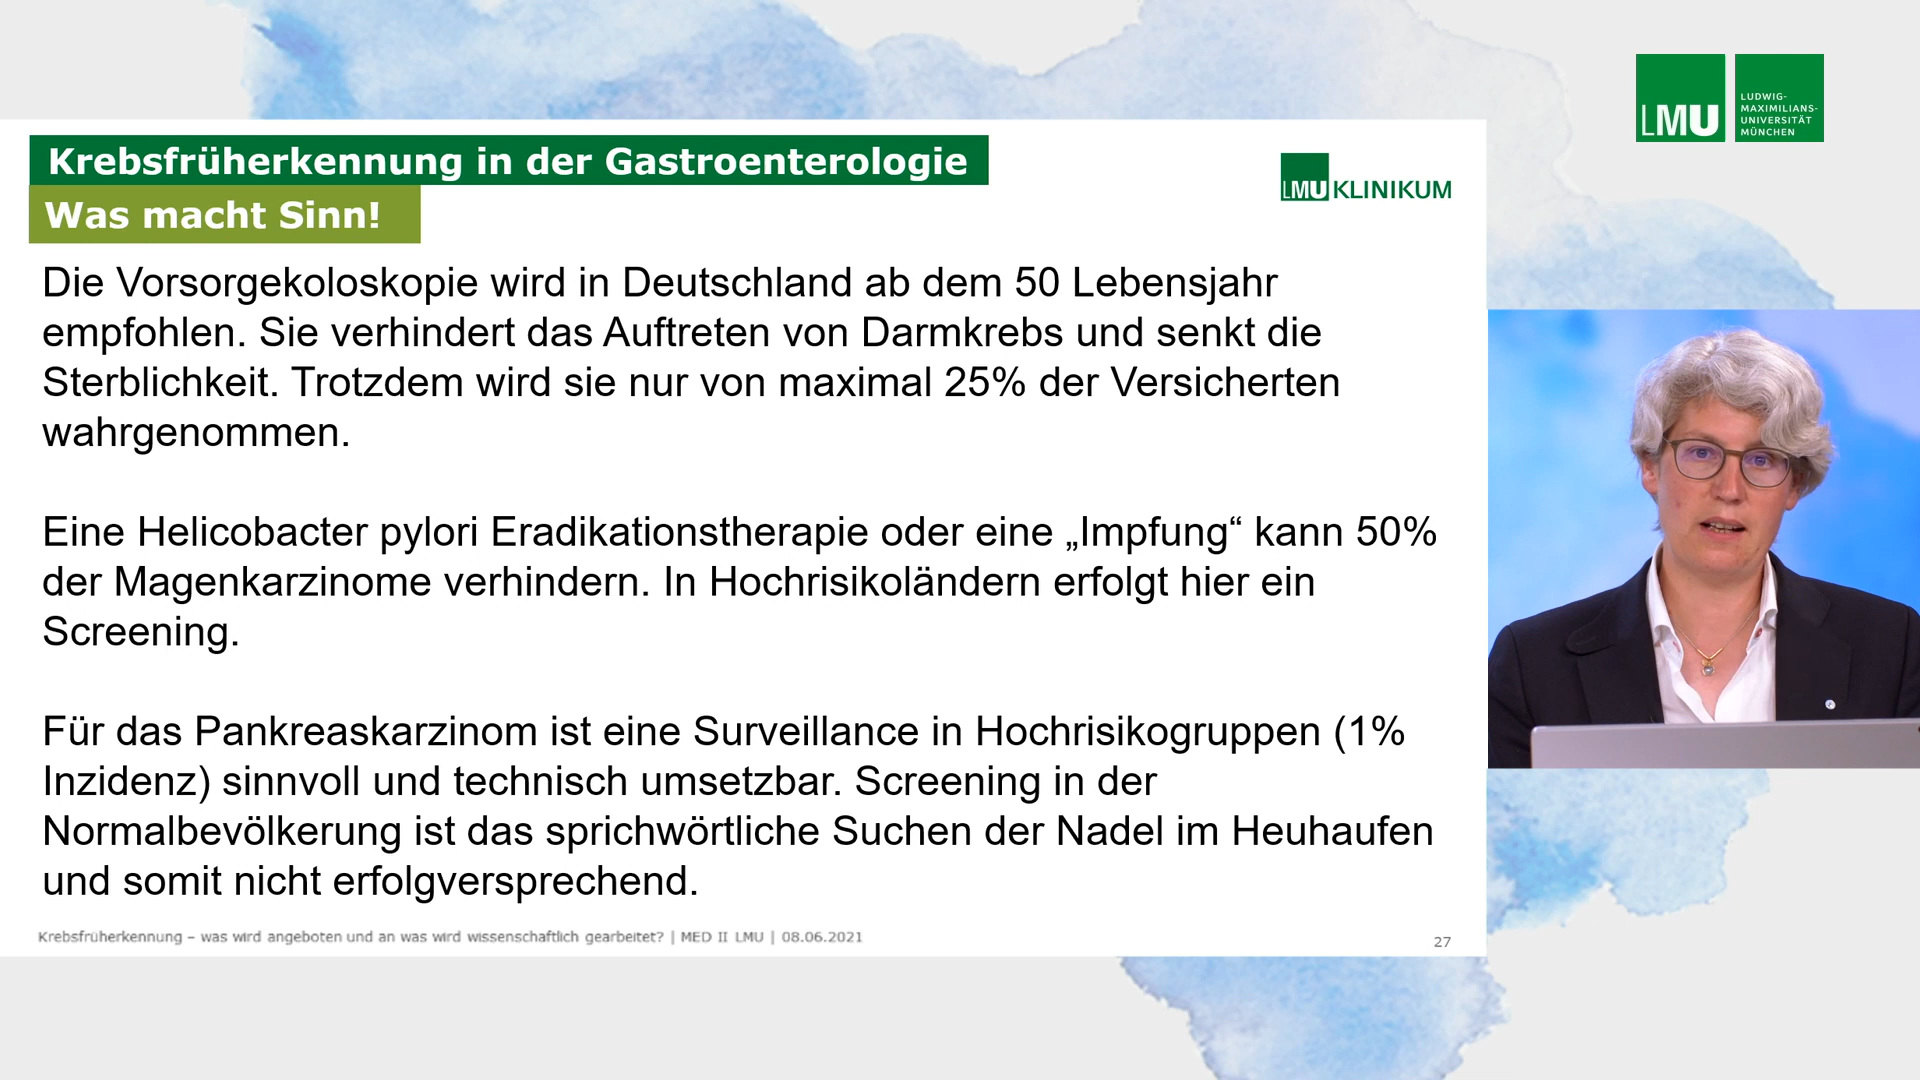 LMU
LUDWIG-
MAXIMILIANS-
UNIVERSITÄT
MÜNCHEN
Krebsfrüherkennung in der Gastroenterologie
LMU KLINIKUM
Was macht Sinn!
Die Vorsorgekoloskopie wird in Deutschland ab dem 50 Lebensjahr
empfohlen. Sie verhindert das Auftreten von Darmkrebs und senkt die
Sterblichkeit. Trotzdem wird sie nur von maximal 25% der Versicherten
wahrgenommen.
Eine Helicobacter pylori Eradikationstherapie oder eine „Impfung“ kann 50%
der Magenkarzinome verhindern. In Hochrisikoländern erfolgt hier ein
Screening.
Für das Pankreaskarzinom ist eine Surveillance in Hochrisikogruppen (1%
Inzidenz) sinnvoll und technisch umsetzbar. Screening in der
Normalbevölkerung ist das sprichwörtliche Suchen der Nadel im Heuhaufen
und somit nicht erfolgversprechend.
Krebsfrüherkennung – was wird angeboten und an was wird wissenschaftlich gearbeitet? | MED II LMU | 08.06.2021
27